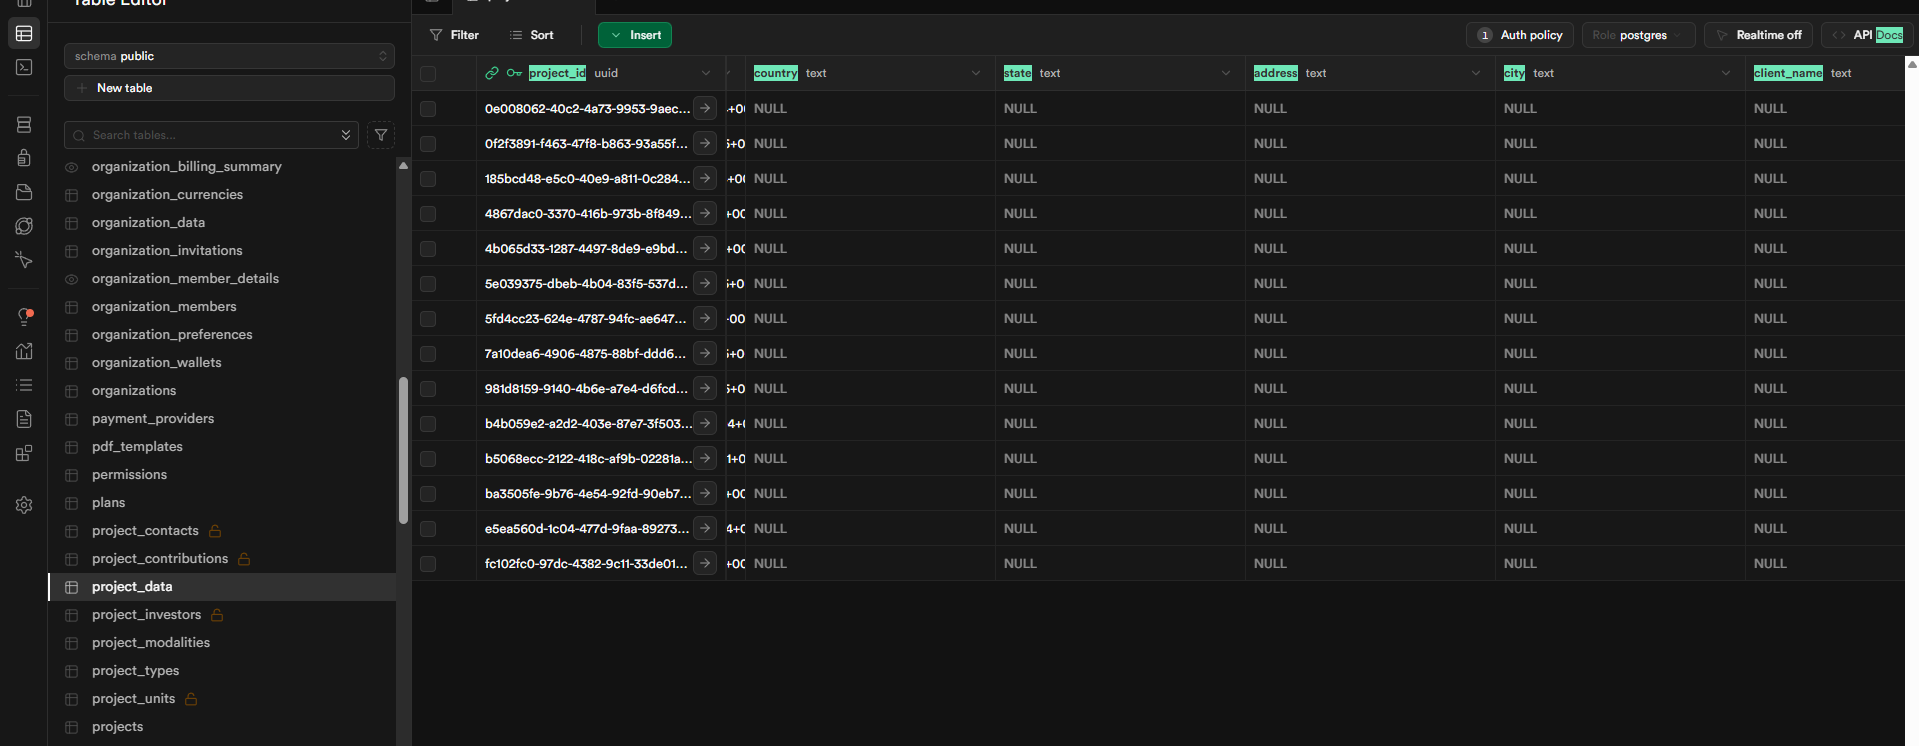 Table Editor
schema public
New table
Search tables...
organization_billing_summary
organization_currencies
organization_data
organization_invitations
organization_member_details
organization_members
organization_preferences
organization_wallets
organizations
payment_providers
pdf_templates
permissions
plans
project_contacts
project_contributions
project_data
project_investors
project_modalities
project_types
project_units
projects
Filter Sort Insert 1 Auth policy Role postgres Realtime off API Docs
project_id uuid country text state text address text city text client_name text
0e008062-40c2-4a73-9953-9aec... NULL NULL NULL NULL NULL
0f2f3891-f463-47f8-b863-93a55f... 5+0 NULL NULL NULL NULL NULL
185bcd48-e5c0-40e9-a811-0c284... +00 NULL NULL NULL NULL NULL
4867dac0-3370-416b-973b-8f849... +00 NULL NULL NULL NULL NULL
4b065d33-1287-4497-8de9-e9bd... +00 NULL NULL NULL NULL NULL
5e039375-dbeb-4b04-83f5-537d... 5+0 NULL NULL NULL NULL NULL
5fd4cc23-624e-4787-94fc-ae647... -00 NULL NULL NULL NULL NULL
7a10dea6-4906-4875-88bf-ddd6... 5+0 NULL NULL NULL NULL NULL
981d8159-9140-4b6e-a7e4-d6fcd... 5+0 NULL NULL NULL NULL NULL
b4b059e2-a2d2-403e-87e7-3f503... 4+0 NULL NULL NULL NULL NULL
b5068ecc-2122-418c-af9b-02281a... 1+0 NULL NULL NULL NULL NULL
ba3505fe-9b76-4e54-92fd-90eb7... +00 NULL NULL NULL NULL NULL
e5ea560d-1c04-477d-9faa-89273... 4+0 NULL NULL NULL NULL NULL
fc102fc0-97dc-4382-9c11-33de01... +00 NULL NULL NULL NULL NULL